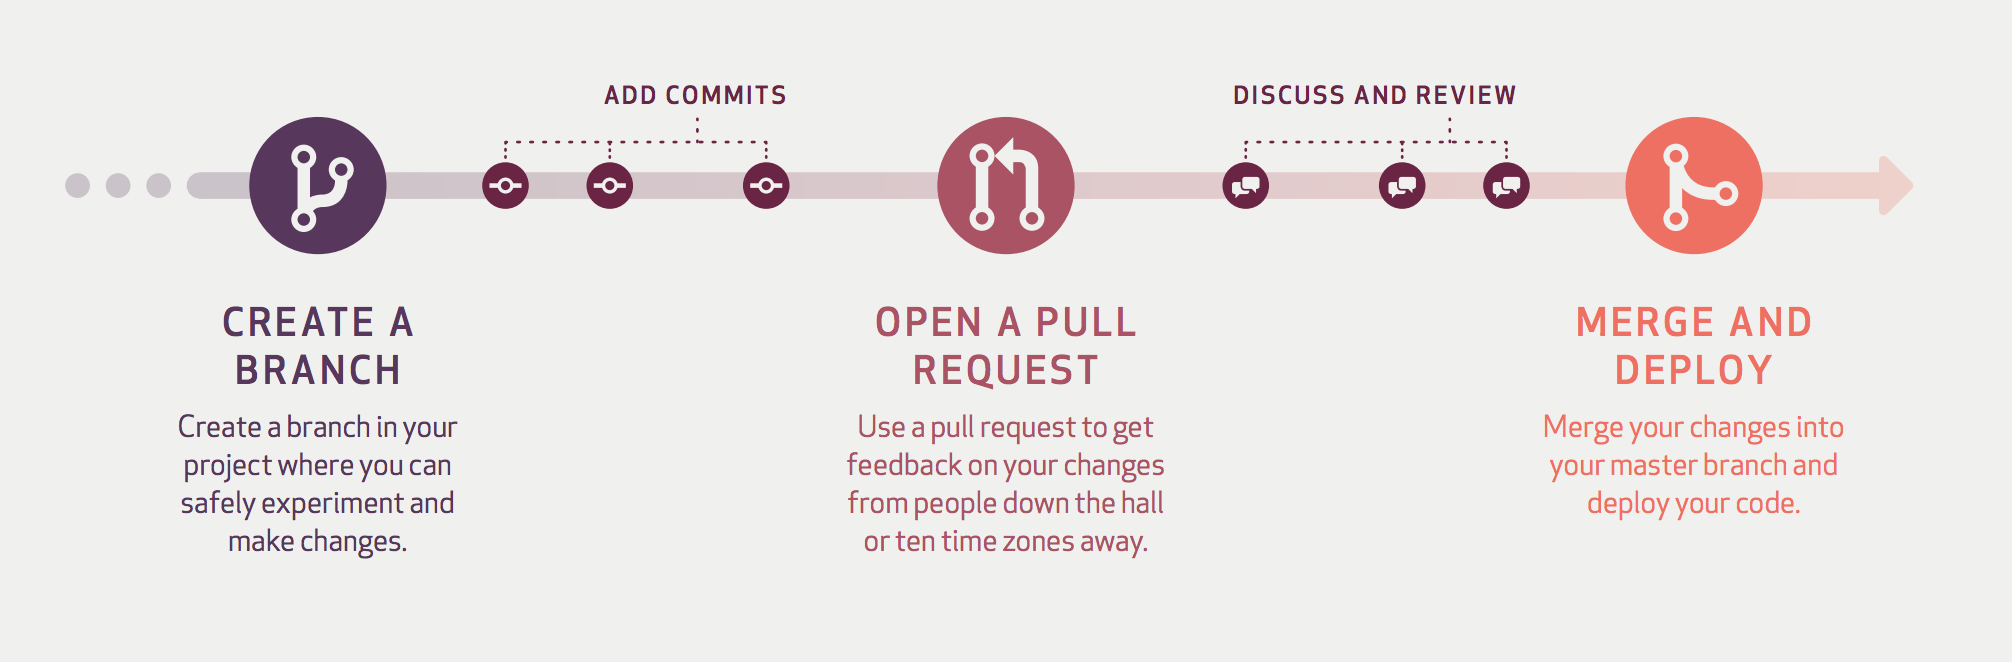 ADD COMMITS
DISCUSS AND REVIEW
CREATE A
BRANCH
Create a branch in your
project where you can
safely experiment and
make changes.
OPEN A PULL
REQUEST
Use a pull request to get
feedback on your changes
from people down the hall
or ten time zones away.
MERGE AND
DEPLOY
Merge your changes into
your master branch and
deploy your code.